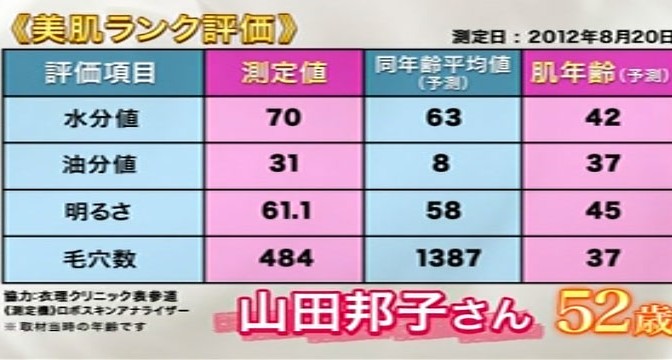 《美肌ランク評価》
測定日：2012年8月20日
評価項目 測定値 同年齢平均値(予測) 肌年齢(予測)
水分値 70 63 42
油分値 31 8 37
明るさ 61.1 58 45
毛穴数 484 1387 37
協力：衣理クリニック表参道
《測定機》ロボスキンアナライザー
※取材当時の年齢です
山田邦子さん 52歳